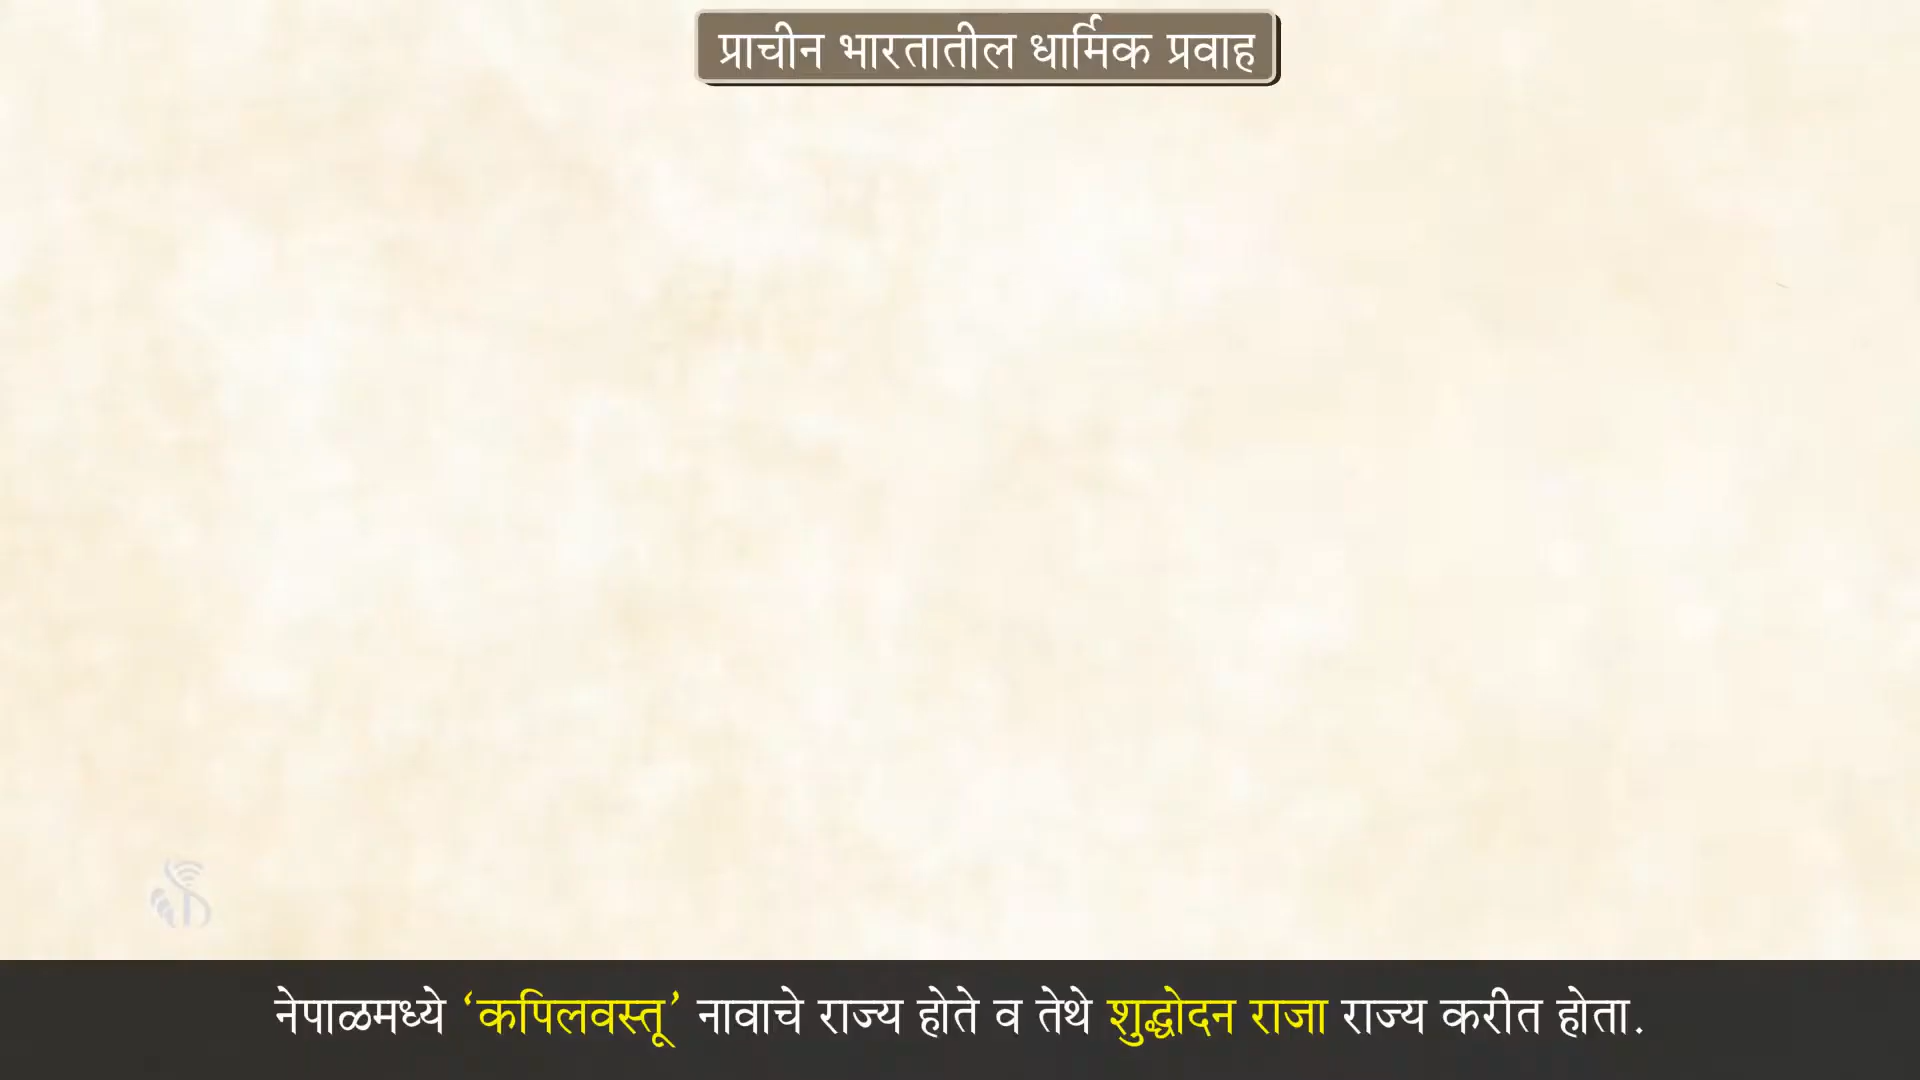 प्राचीन भारतातील धार्मिक प्रवाह
नेपाळमध्ये ‘कपिलवस्तू’ नावाचे राज्य होते व तेथे शुद्धोदन राजा राज्य करीत होता.